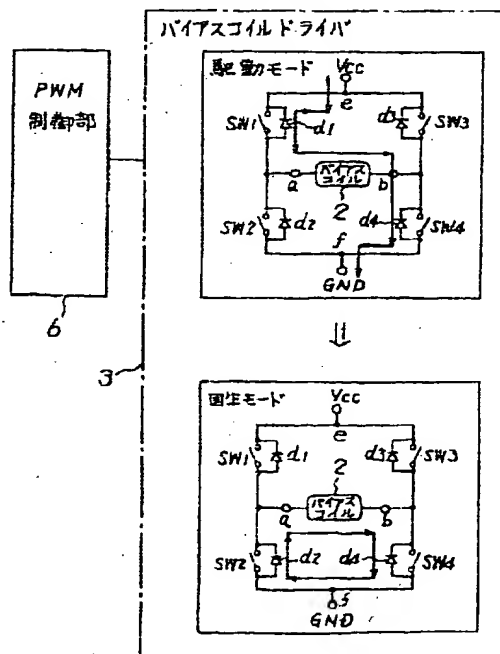 バイアスコイルドライバ
PWM
制御部
6
3
駆動モード
Vcc
e
SW1
d1
d3
SW3
a
バイアス
コイル
b
2
SW2
d2
d4
SW4
f
GND
⇓
回生モード
Vcc
e
SW1
d1
d3
SW3
2
a
バイアス
コイル
b
SW2
d2
d4
SW4
f
GND